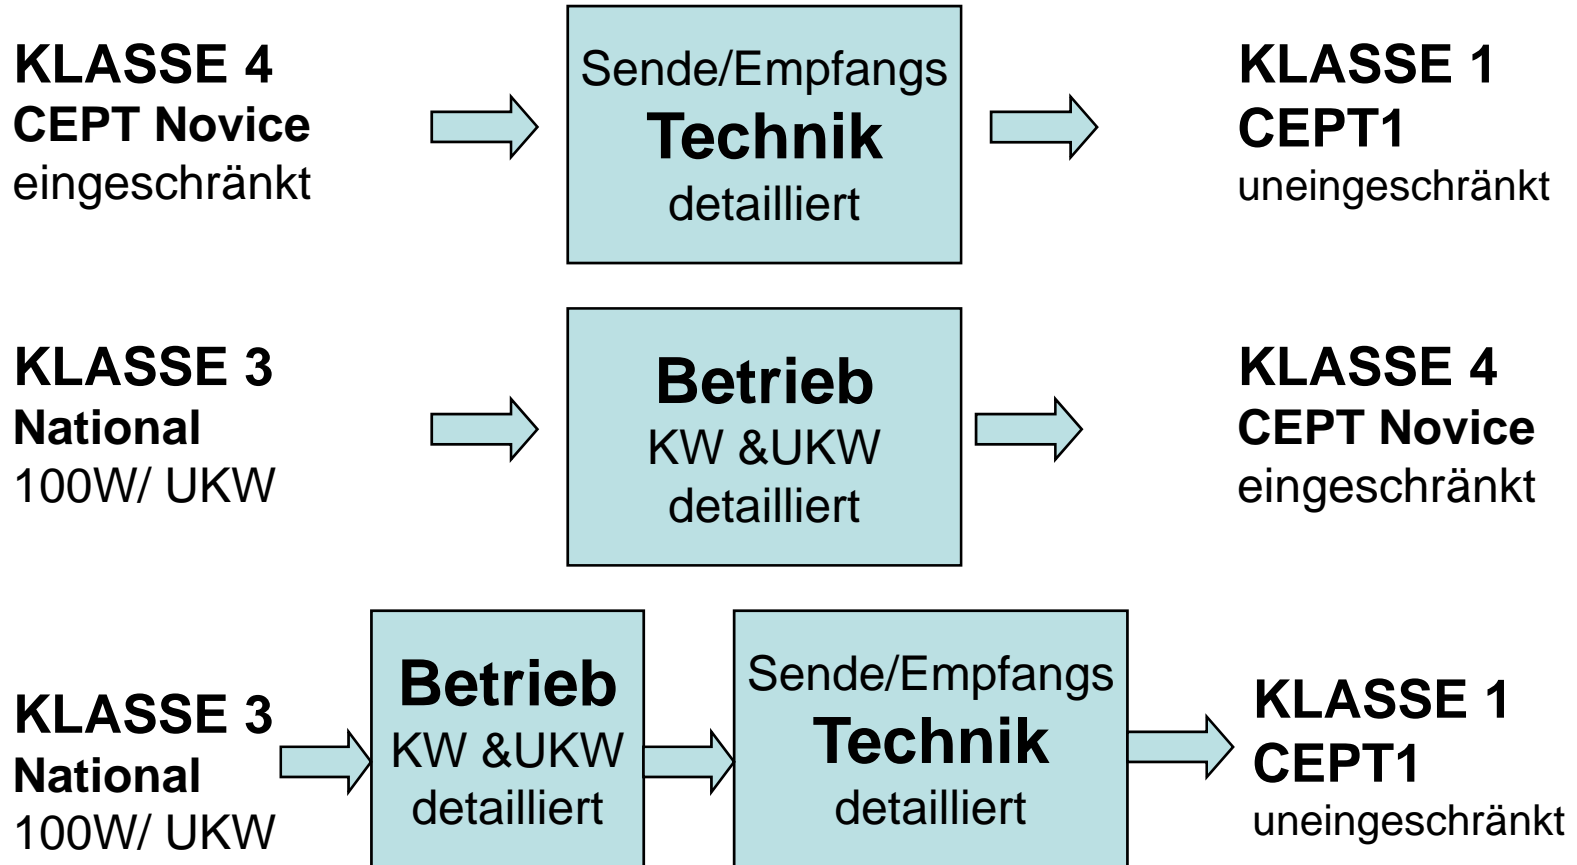 KLASSE 4
CEPT Novice
eingeschränkt
Sende/Empfangs
Technik
detailliert
KLASSE 1
CEPT1
uneingeschränkt
KLASSE 3
National
100W/ UKW
Betrieb
KW &UKW
detailliert
KLASSE 4
CEPT Novice
eingeschränkt
KLASSE 3
National
100W/ UKW
Betrieb
KW &UKW
detailliert
Sende/Empfangs
Technik
detailliert
KLASSE 1
CEPT1
uneingeschränkt